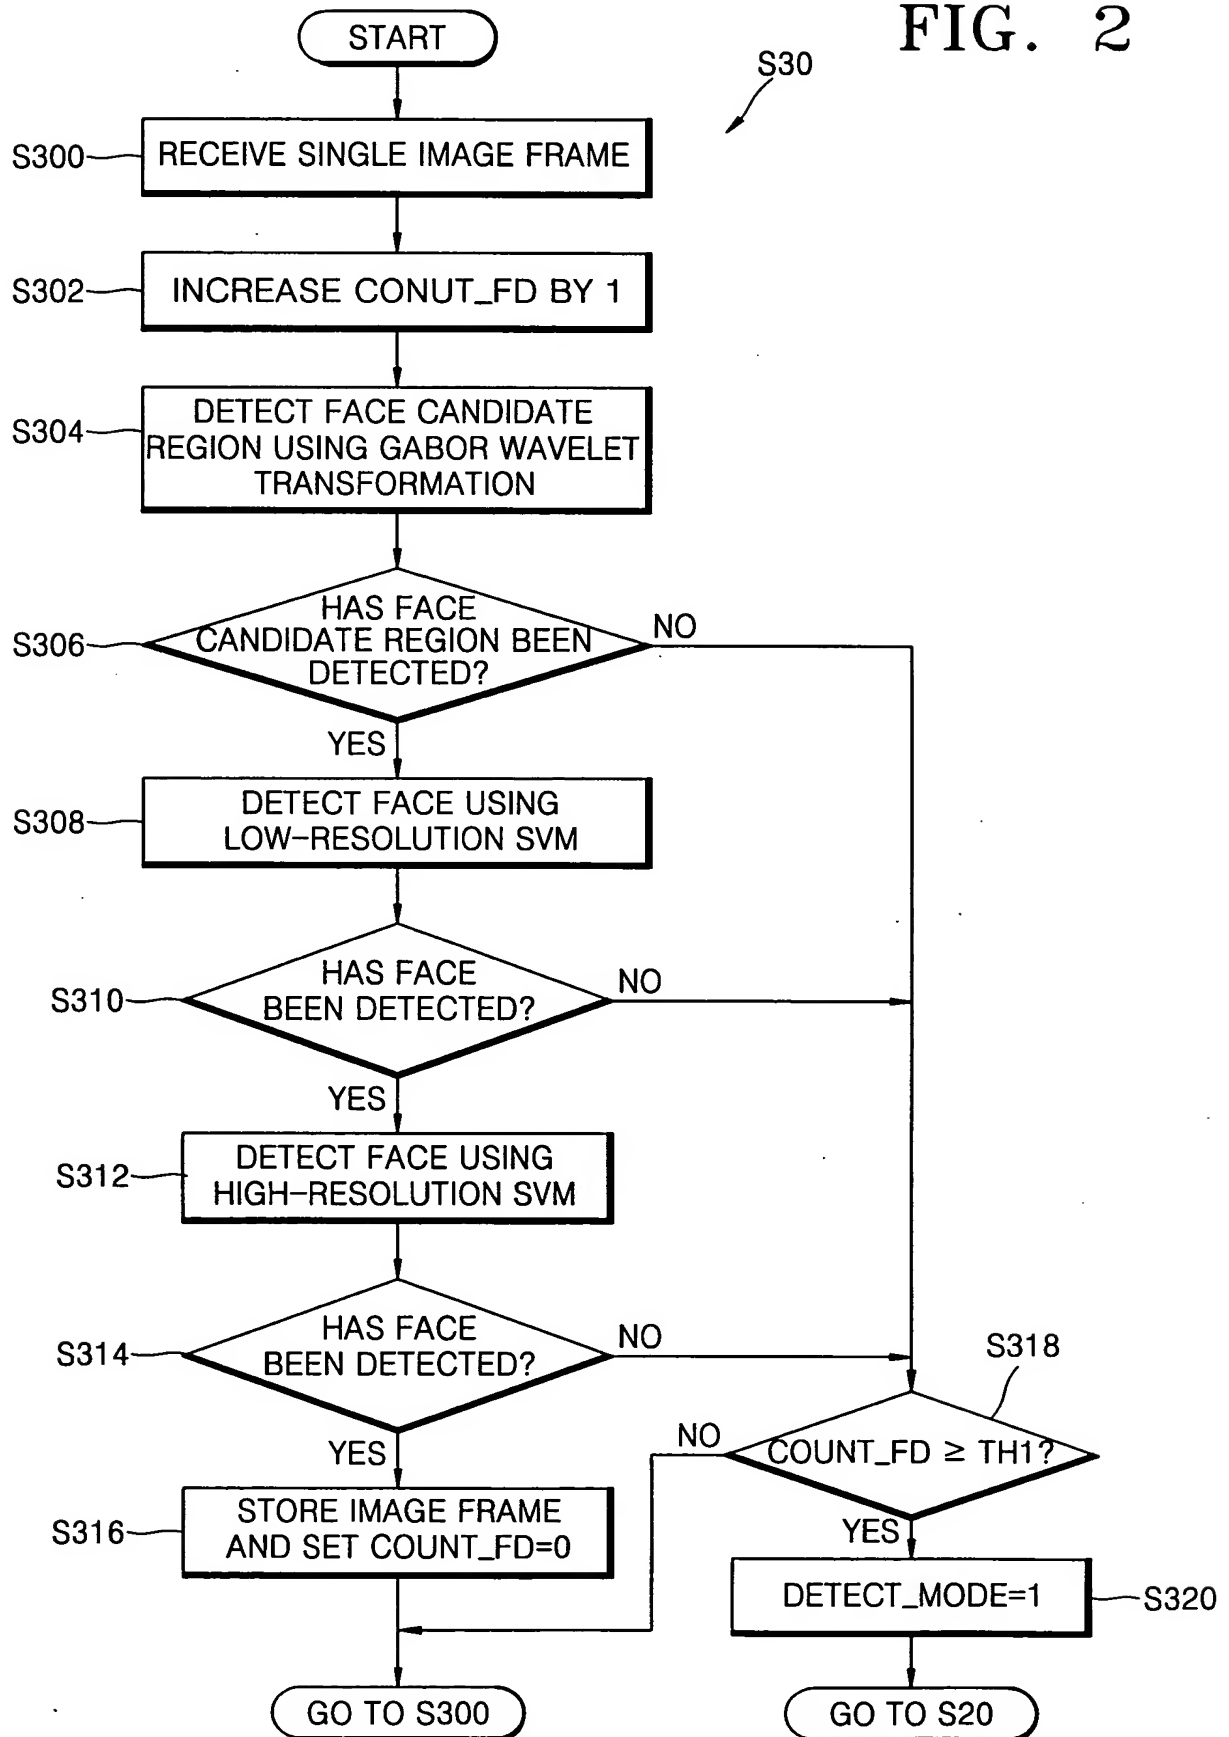 FIG. 2
START
S30
S300
RECEIVE SINGLE IMAGE FRAME
S302
INCREASE CONUT_FD BY 1
S304
DETECT FACE CANDIDATE
REGION USING GABOR WAVELET
TRANSFORMATION
S306
HAS FACE
CANDIDATE REGION BEEN
DETECTED?
NO
YES
S308
DETECT FACE USING
LOW-RESOLUTION SVM
S310
HAS FACE
BEEN DETECTED?
NO
YES
S312
DETECT FACE USING
HIGH-RESOLUTION SVM
S314
HAS FACE
BEEN DETECTED?
NO
YES
S318
COUNT_FD ≥ TH1?
NO
YES
S316
STORE IMAGE FRAME
AND SET COUNT_FD=0
DETECT_MODE=1
S320
GO TO S300
GO TO S20